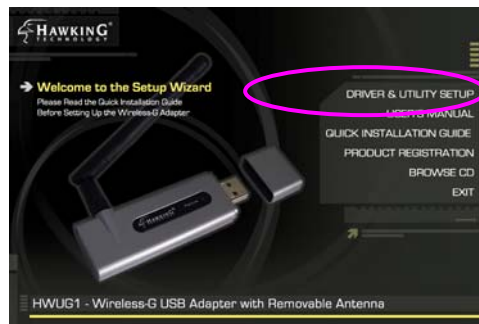 HAWKING
TECHNOLOGY
Welcome to the Setup Wizard
Please Read the Quick Installation Guide
Before Setting Up the Wireless-G Adapter
DRIVER & UTILITY SETUP
USER'S MANUAL
QUICK INSTALLATION GUIDE
PRODUCT REGISTRATION
BROWSE CD
EXIT
HAWKING
HWUG1 - Wireless-G USB Adapter with Removable Antenna